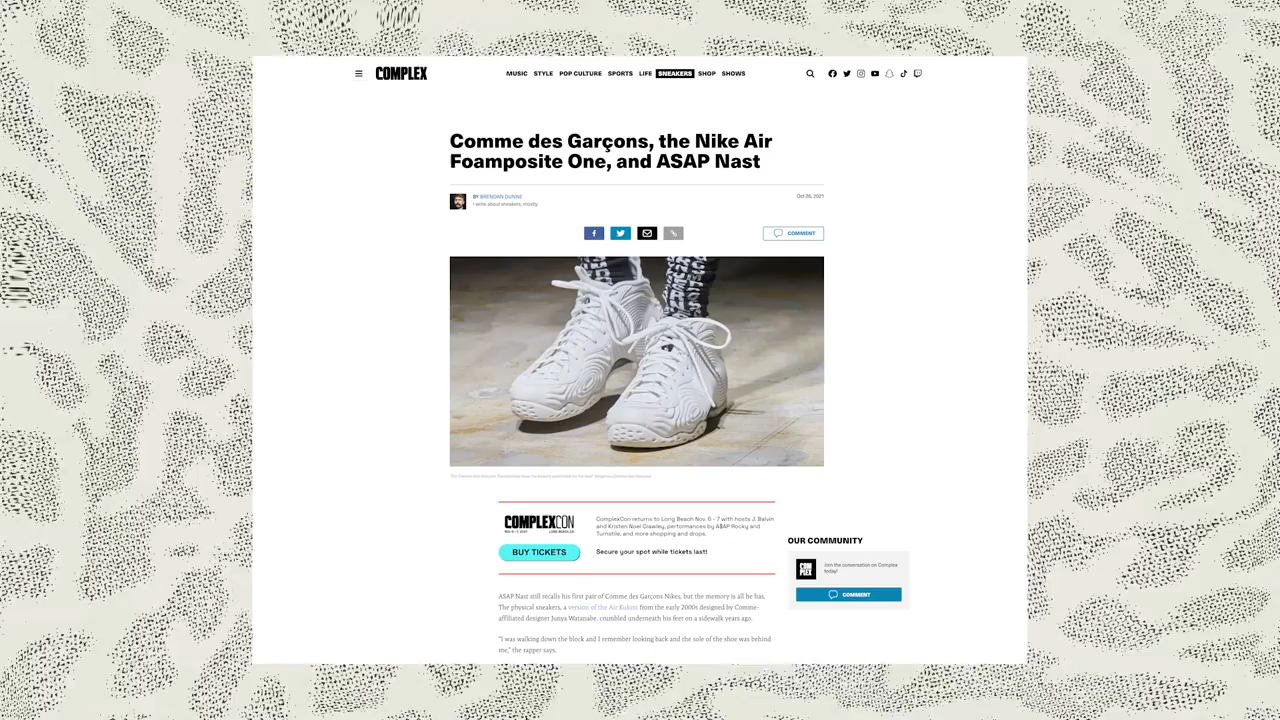 COMPLEX
MUSIC STYLE POP CULTURE SPORTS LIFE SNEAKERS SHOP SHOWS
Comme des Garçons, the Nike Air
Foamposite One, and ASAP Nast
BY BRENDAN DUNNE
I write about sneakers, mostly.
Oct 26, 2021
COMMENT
COMPLEXCON
BUY TICKETS
ComplexCon returns to Long Beach Nov. 6 - 7 with hosts J. Balvin
and Kristen Noel Crawley, performances by A$AP Rocky and
Turnstile, and more shopping and drops.
Secure your spot while tickets last!
OUR COMMUNITY
COMPLEX
Join the conversation on Complex
today!
COMMENT
ASAP Nast still recalls his first pair of Comme des Garçons Nikes, but the memory is all he has.
The physical sneakers, a version of the Air Kukini from the early 2000s designed by Comme-
affiliated designer Junya Watanabe, crumbled underneath his feet on a sidewalk years ago.
"I was walking down the block and I remember looking back and the sole of the shoe was behind
me," the rapper says.